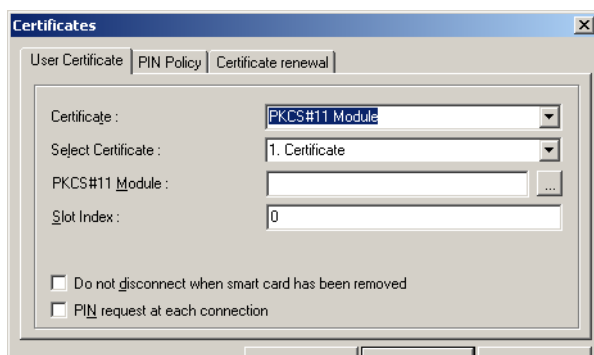 Certificates
User Certificate PIN Policy Certificate renewal
Certificate : PKCS#11 Module
Select Certificate : 1. Certificate
PKCS#11 Module : ...
Slot Index : 0
Do not disconnect when smart card has been removed
PIN request at each connection